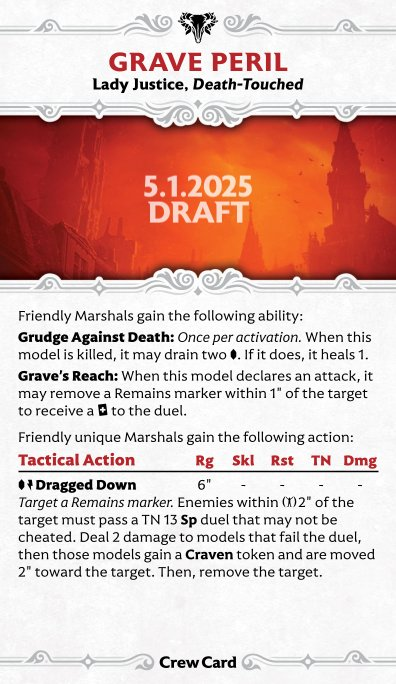 GRAVE PERIL
Lady Justice, Death-Touched
5.1.2025
DRAFT
Friendly Marshals gain the following ability:
Grudge Against Death: Once per activation. When this
model is killed, it may drain two . If it does, it heals 1.
Grave's Reach: When this model declares an attack, it
may remove a Remains marker within 1" of the target
to receive a to the duel.
Friendly unique Marshals gain the following action:
Tactical Action Rg Skl Rst TN Dmg
Dragged Down 6" - - - -
Target a Remains marker. Enemies within 2" of the
target must pass a TN 13 Sp duel that may not be
cheated. Deal 2 damage to models that fail the duel,
then those models gain a Craven token and are moved
2" toward the target. Then, remove the target.
Crew Card